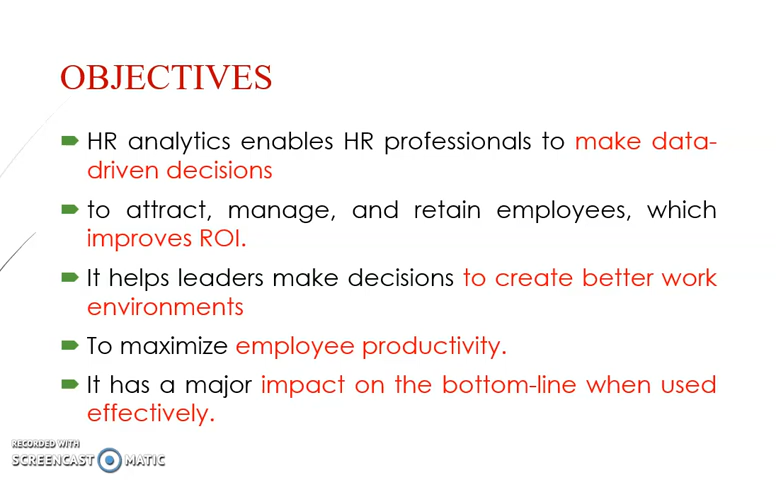 OBJECTIVES
HR analytics enables HR professionals to make data-
driven decisions
to attract, manage, and retain employees, which
improves ROI.
It helps leaders make decisions to create better work
environments
To maximize employee productivity.
It has a major impact on the bottom-line when used
effectively.
RECORDED WITH
SCREENCAST MATIC